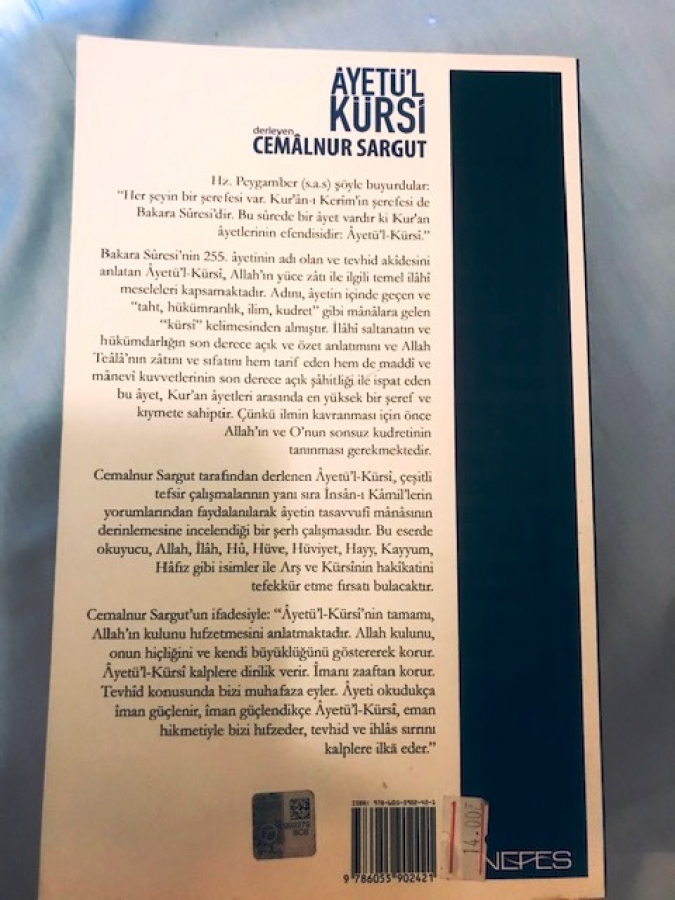 ÂYETÜ'L
KÜRSÎ
derleyen
CEMÂLNUR SARGUT
Hz. Peygamber (s.a.s) şöyle buyurdular:
"Her şeyin bir şerefesi var. Kur'ân-ı Kerîm'in şerefesi de
Bakara Sûresi'dir. Bu sûrede bir âyet vardır ki Kur'an
âyetlerinin efendisidir: Âyetü'l-Kürsî."
Bakara Sûresi'nin 255. âyetinin adı olan ve tevhid akîdesini
anlatan Âyetü'l-Kürsî, Allah'ın yüce zâtı ile ilgili temel ilâhî
meseleleri kapsamaktadır. Adını, âyetin içinde geçen ve
"taht, hükümranlık, ilim, kudret" gibi mânâlara gelen
"kürsî" kelimesinden almıştır. İlâhî saltanatın ve
hükümdarlığın son derece açık ve özet anlatımını ve Allah
Teâlâ'nın zâtını ve sıfatını hem tarif eden hem de maddî ve
mânevî kuvvetlerinin son derece açık şâhitliği ile ispat eden
bu âyet, Kur'an âyetleri arasında en yüksek bir şeref ve
kıymete sahiptir. Çünkü ilmin kavranması için önce
Allah'ın ve O'nun sonsuz kudretinin
tanınması gerekmektedir.
Cemalnur Sargut tarafından derlenen Âyetü'l-Kürsî, çeşitli
tefsir çalışmalarının yanı sıra İnsân-ı Kâmil'lerin
yorumlarından faydalanılarak âyetin tasavvufî mânâsının
derinlemesine incelendiği bir şerh çalışmasıdır. Bu eserde
okuyucu, Allah, İlâh, Hû, Hüve, Hüviyet, Hayy, Kayyum,
Hâfız gibi isimler ile Arş ve Kürsînin hakîkatini
tefekkür etme fırsatı bulacaktır.
Cemalnur Sargut'un ifadesiyle: "Âyetü'l-Kürsî'nin tamamı,
Allah'ın kulunu hıfzetmesini anlatmaktadır. Allah kulunu,
onun hiçliğini ve kendi büyüklüğünü göstererek korur.
Âyetü'l-Kürsî kalplere dirilik verir. Îmanı zaaftan korur.
Tevhîd konusunda bizi muhafaza eyler. Âyeti okudukça
îman güçlenir, îman güçlendikçe Âyetü'l-Kürsî, eman
hikmetiyle bizi hıfzeder, tevhid ve ihlâs sırrını
kalplere ilkâ eder."
14.00
NEFES
9 786055 902421